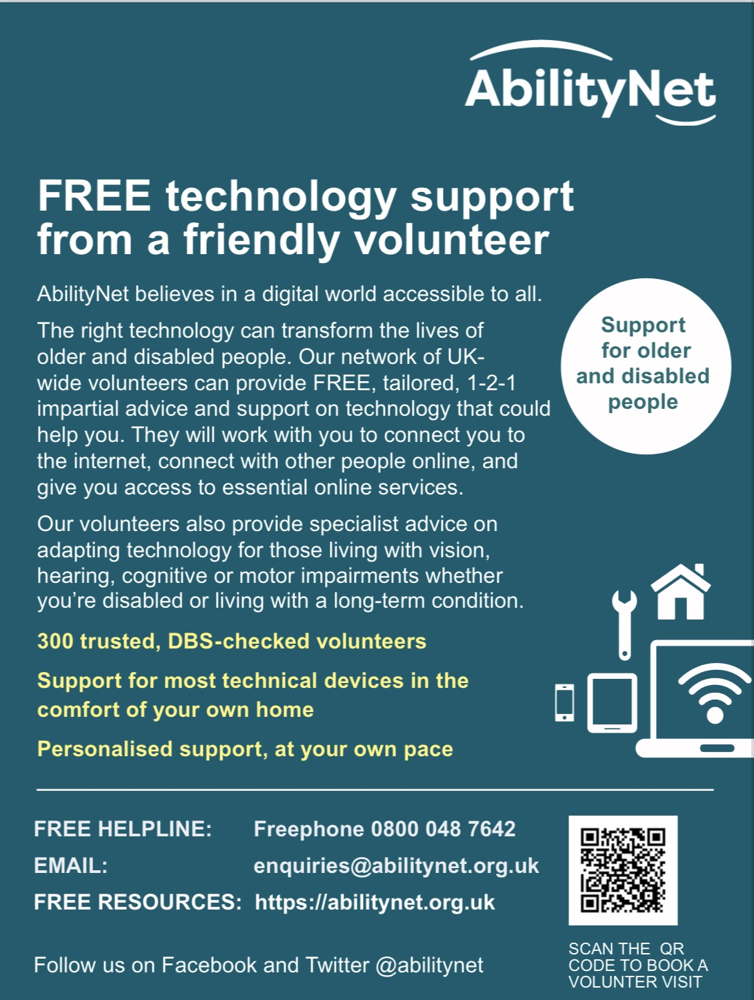 AbilityNet
FREE technology support
from a friendly volunteer
AbilityNet believes in a digital world accessible to all.
The right technology can transform the lives of
older and disabled people. Our network of UK-
wide volunteers can provide FREE, tailored, 1-2-1
impartial advice and support on technology that could
help you. They will work with you to connect you to
the internet, connect with other people online, and
give you access to essential online services.
Support
for older
and disabled
people
Our volunteers also provide specialist advice on
adapting technology for those living with vision,
hearing, cognitive or motor impairments whether
you’re disabled or living with a long-term condition.
300 trusted, DBS-checked volunteers
Support for most technical devices in the
comfort of your own home
Personalised support, at your own pace
FREE HELPLINE: Freephone 0800 048 7642
EMAIL: enquiries@abilitynet.org.uk
FREE RESOURCES: https://abilitynet.org.uk
Follow us on Facebook and Twitter @abilitynet
SCAN THE QR
CODE TO BOOK A
VOLUNTER VISIT